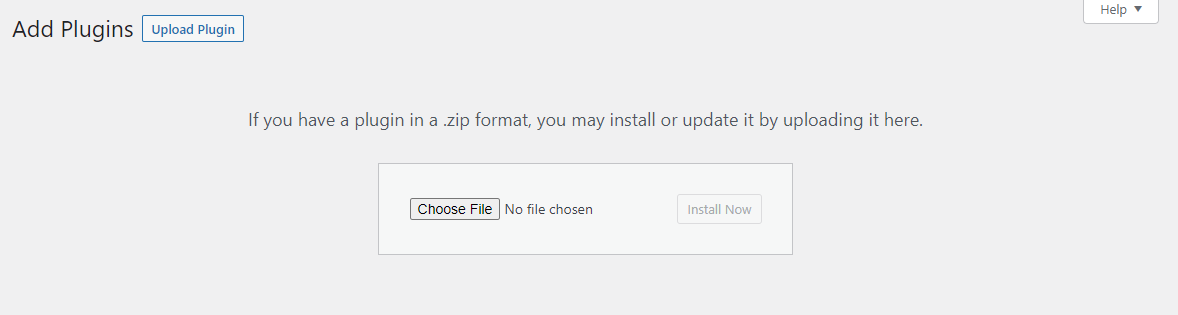 Help
Add Plugins Upload Plugin
If you have a plugin in a .zip format, you may install or update it by uploading it here.
Choose File No file chosen Install Now